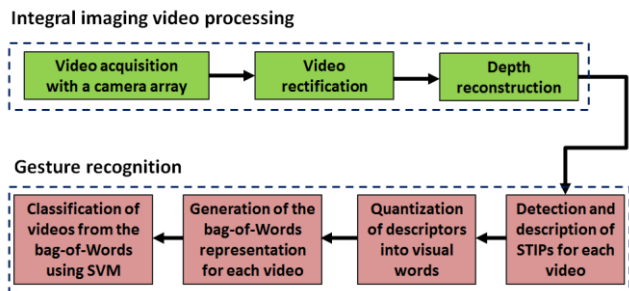 Integral imaging video processing
Video acquisition
with a camera array
Video
rectification
Depth
reconstruction
Gesture recognition
Classification of
videos from the
bag-of-Words
using SVM
Generation of the
bag-of-Words
representation
for each video
Quantization
of descriptors
into visual
words
Detection and
description of
STIPs for each
video